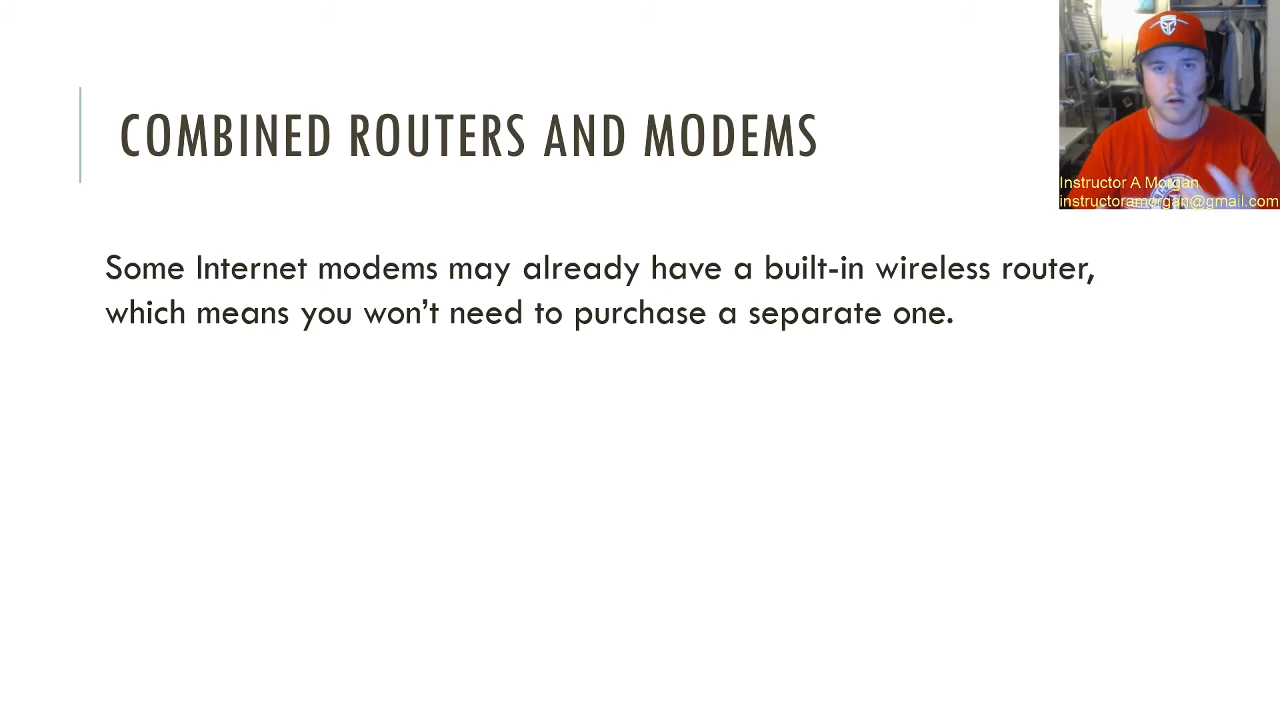 COMBINED ROUTERS AND MODEMS
Instructor A Morgan
instructoramorgan@gmail.com
Some Internet modems may already have a built-in wireless router,
which means you won’t need to purchase a separate one.